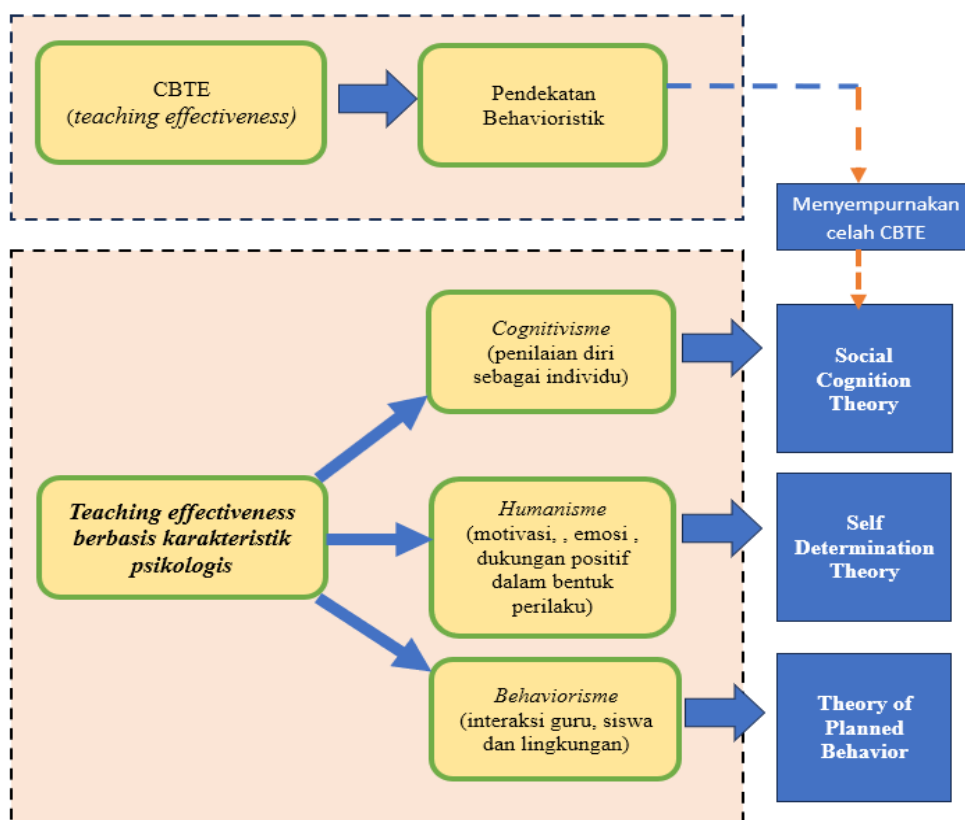 CBTE
(teaching effectiveness)
Pendekatan
Behavioristik
Menyempurnakan
celah CBTE
Cognitivisme
(penilaian diri
sebagai individu)
Social
Cognition
Theory
Teaching effectiveness
berbasis karakteristik
psikologis
Humanisme
(motivasi, , emosi ,
dukungan positif
dalam bentuk
perilaku)
Self
Determination
Theory
Behaviorisme
(interaksi guru, siswa
dan lingkungan)
Theory of
Planned
Behavior